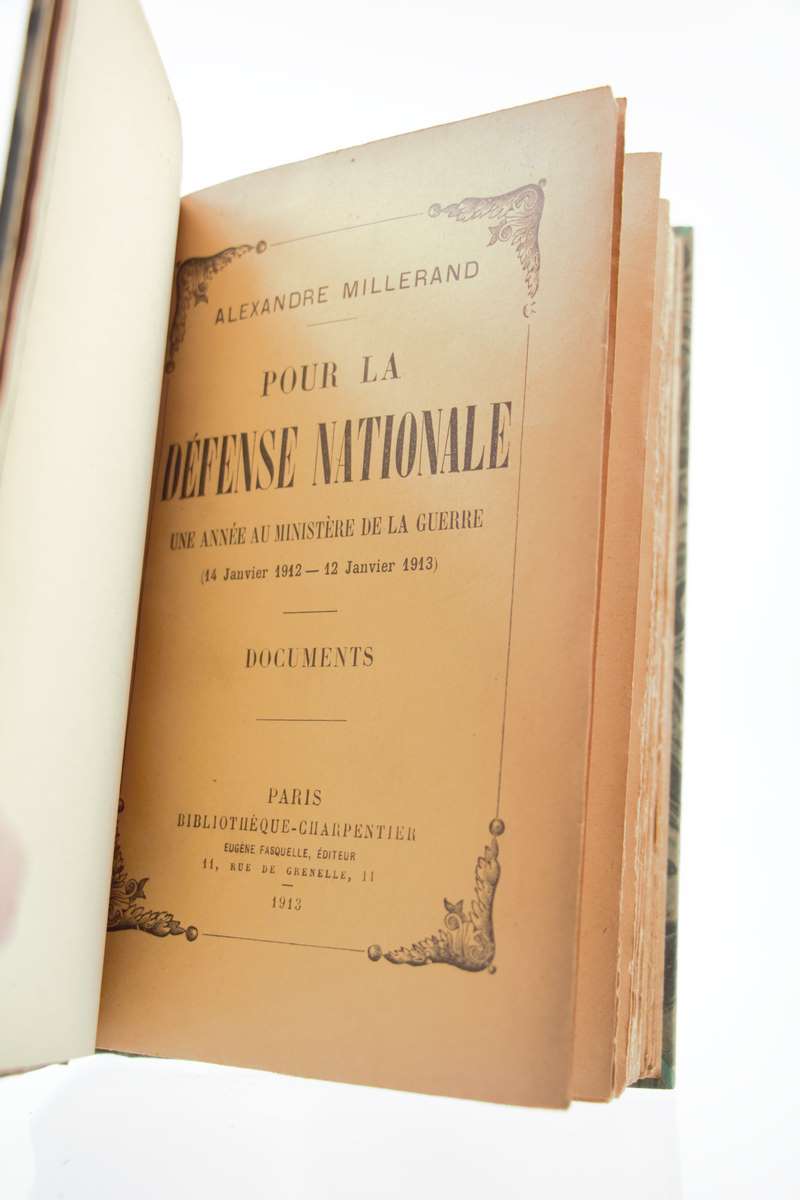 ALEXANDRE MILLERAND
POUR LA
DÉFENSE NATIONALE
UNE ANNÉE AU MINISTÈRE DE LA GUERRE
(14 Janvier 1912 — 12 Janvier 1913)
DOCUMENTS
PARIS
BIBLIOTHÈQUE-CHARPENTIER
EUGÈNE FASQUELLE, ÉDITEUR
11, RUE DE GRENELLE, 11
1913